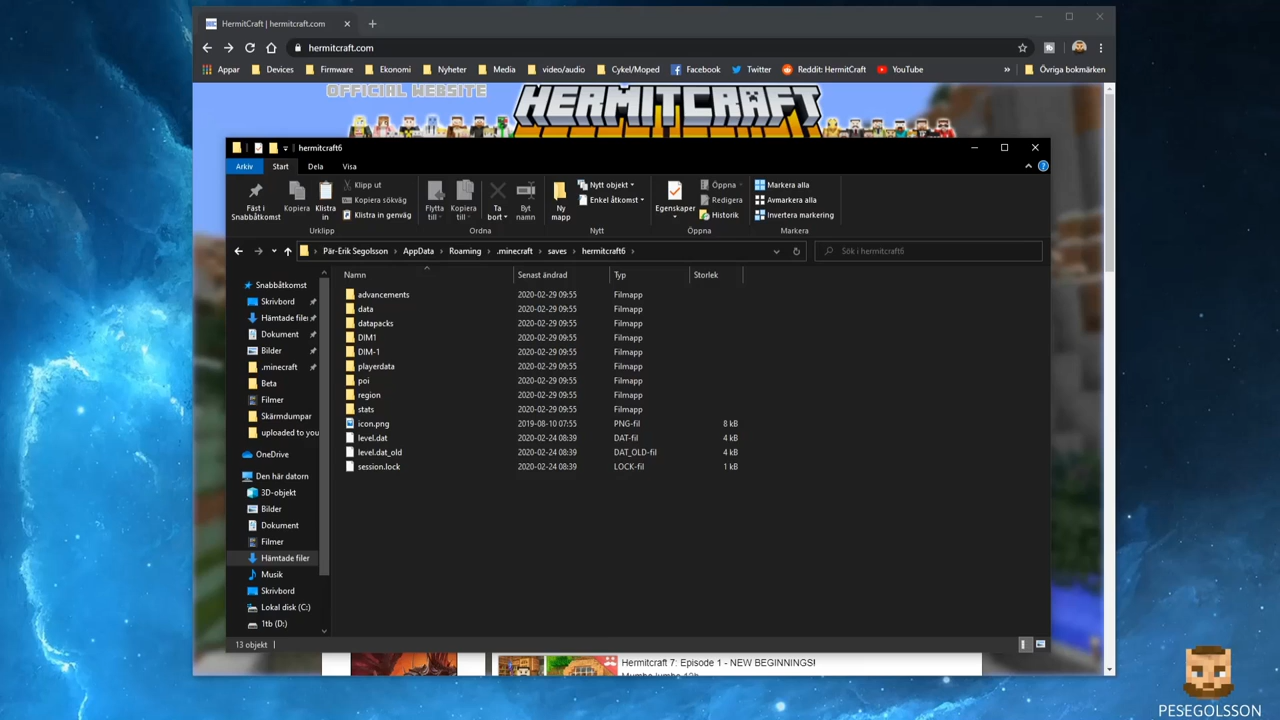 HermitCraft | hermitcraft.com
hermitcraft.com
Appar Devices Firmware Ekonomi Nyheter Media video/audio Cykel/Moped Facebook Twitter Reddit: HermitCraft YouTube » Övriga bokmärken
OFFICIAL WEBSITE
HERMITCRAFT
hermitcraft6
Arkiv Start Dela Visa
Fäst i Snabbåtkomst
Kopiera
Klistra in
Klipp ut
Kopiera sökväg
Klistra in genväg
Urklipp
Flytta till
Kopiera till
Ta bort
Byt namn
Ordna
Ny mapp
Nytt objekt
Enkel åtkomst
Nytt
Egenskaper
Öppna
Redigera
Historik
Öppna
Markera alla
Avmarkera alla
Invertera markering
Markera
Pär-Erik Segolsson > AppData > Roaming > .minecraft > saves > hermitcraft6 >
Sök i hermitcraft6
Namn Senast ändrad Typ Storlek
advancements 2020-02-29 09:55 Filmapp
data 2020-02-29 09:55 Filmapp
datapacks 2020-02-29 09:55 Filmapp
DIM1 2020-02-29 09:55 Filmapp
DIM-1 2020-02-29 09:55 Filmapp
playerdata 2020-02-29 09:55 Filmapp
poi 2020-02-29 09:55 Filmapp
region 2020-02-29 09:55 Filmapp
stats 2020-02-29 09:55 Filmapp
icon.png 2019-08-10 07:55 PNG-fil 8 kB
level.dat 2020-02-24 08:39 DAT-fil 4 kB
level.dat_old 2020-02-24 08:39 DAT_OLD-fil 4 kB
session.lock 2020-02-24 08:39 LOCK-fil 1 kB
Snabbåtkomst
Skrivbord
Hämtade filer
Dokument
Bilder
.minecraft
Beta
Filmer
Skärmdumpar
uploaded to you
OneDrive
Den här datorn
3D-objekt
Bilder
Dokument
Filmer
Hämtade filer
Musik
Skrivbord
Lokal disk (C:)
1tb (D:)
13 objekt
Hermitcraft 7: Episode 1 - NEW BEGINNINGS!
PESEGOLSSON